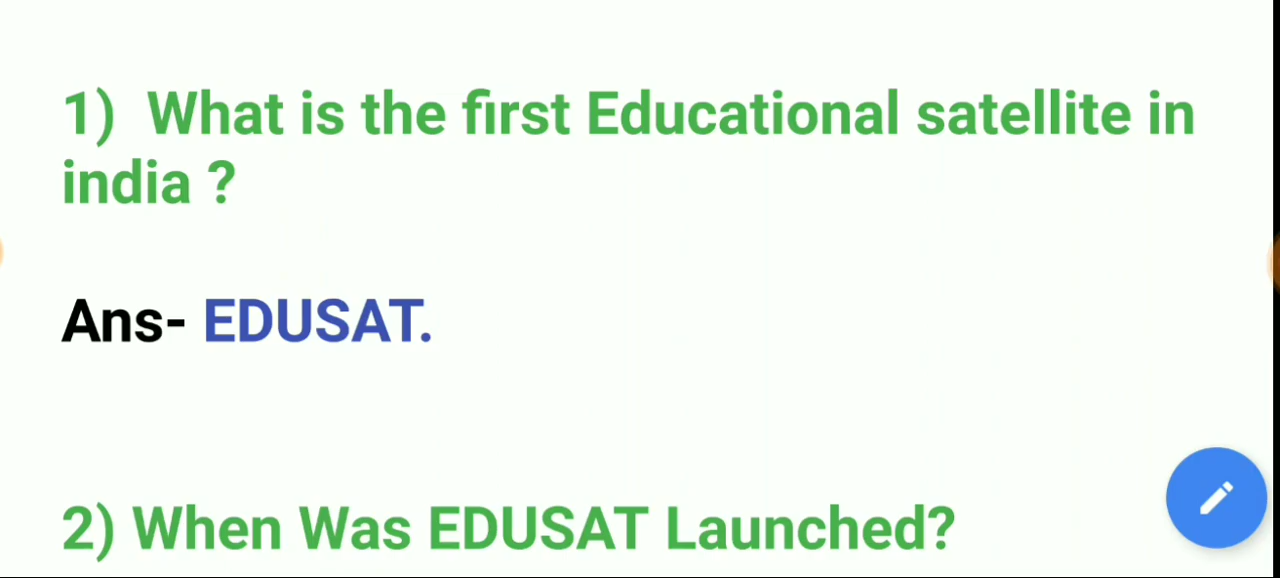 1) What is the first Educational satellite in
india ?
Ans- EDUSAT.
2) When Was EDUSAT Launched?